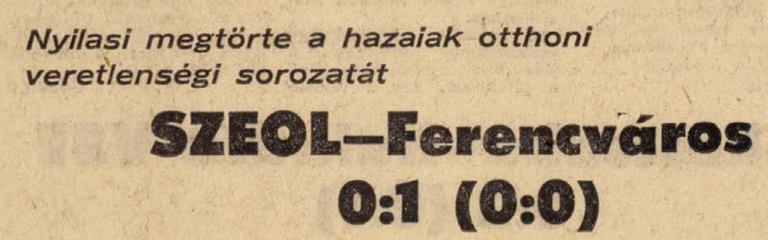 Nyilasi megtörte a hazaiak otthoni
veretlenségi sorozatát
SZEOL—Ferencváros
0:1 (0:0)